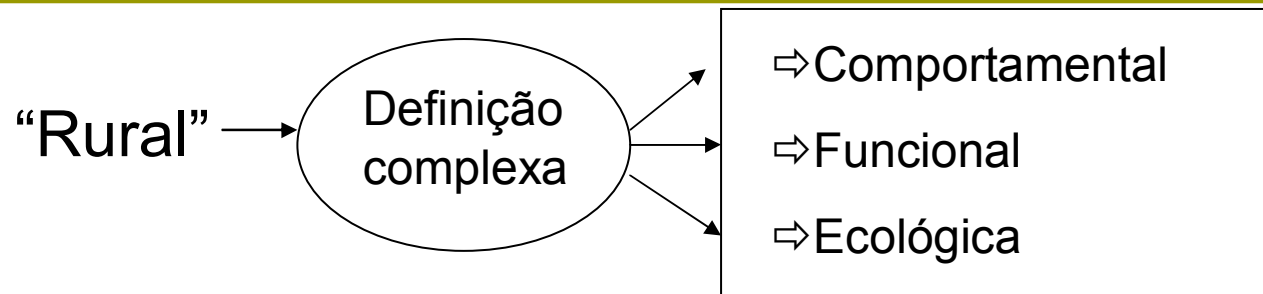 “Rural”
Definição
complexa
⇨Comportamental
⇨Funcional
⇨Ecológica